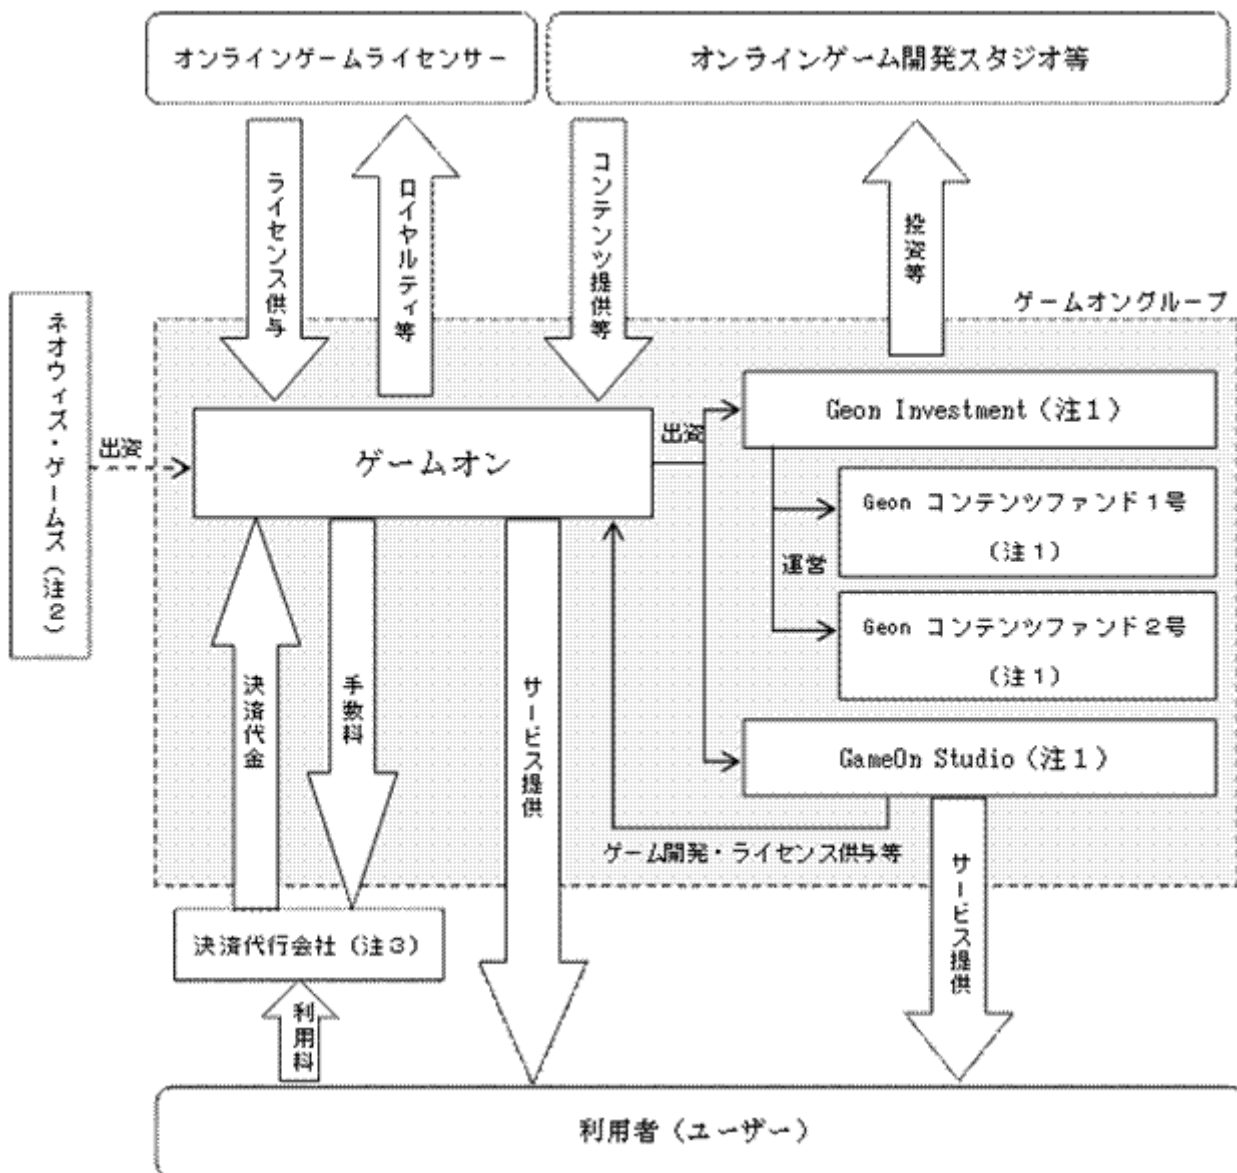 オンラインゲームライセンサー
オンラインゲーム開発スタジオ等
ライセンス供与
ロイヤルティ等
コンテンツ提供等
投資等
ゲームオングループ
ネオウィズ・ゲームズ（注２）
出資
ゲームオン
出資
Geon Investment（注１）
Geon コンテンツファンド１号
（注１）
運営
Geon コンテンツファンド２号
（注１）
決済代金
手数料
サービス提供
GameOn Studio（注１）
ゲーム開発・ライセンス供与等
サービス提供
決済代行会社（注３）
利用料
利用者（ユーザー）